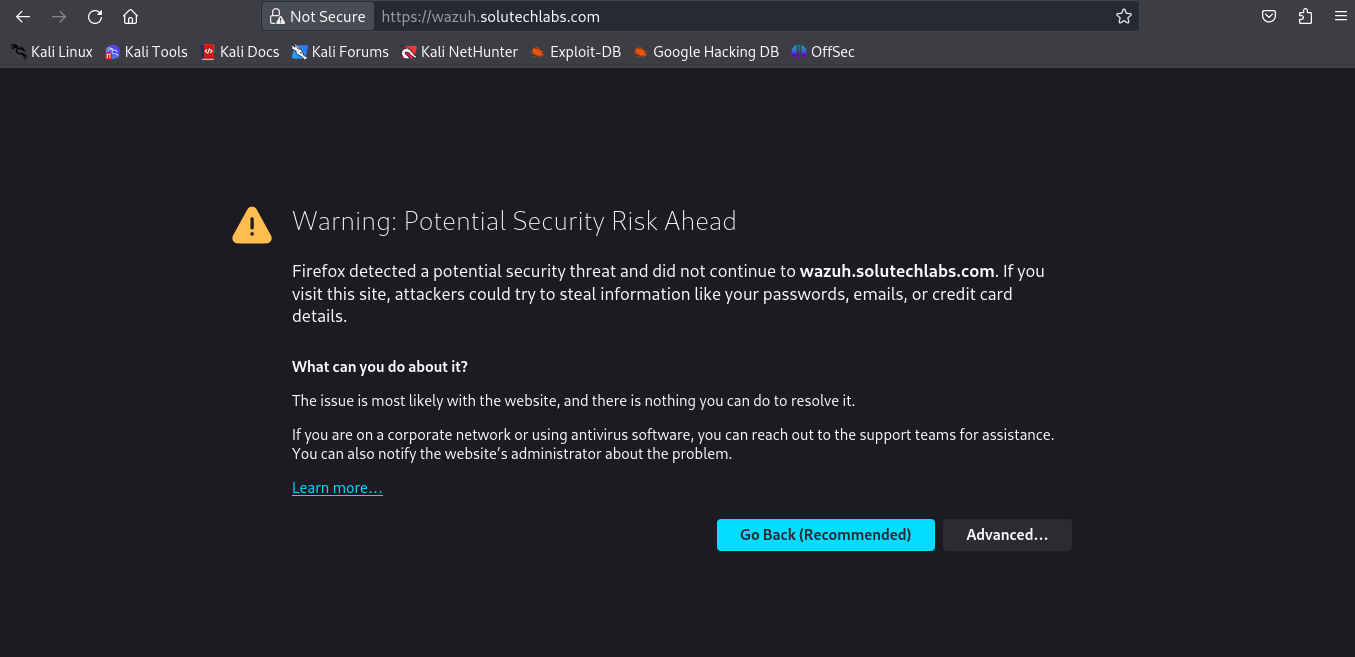 Not Secure https://wazuh.solutechlabs.com
Kali Linux Kali Tools Kali Docs Kali Forums Kali NetHunter Exploit-DB Google Hacking DB OffSec
Warning: Potential Security Risk Ahead
Firefox detected a potential security threat and did not continue to wazuh.solutechlabs.com. If you
visit this site, attackers could try to steal information like your passwords, emails, or credit card
details.
What can you do about it?
The issue is most likely with the website, and there is nothing you can do to resolve it.
If you are on a corporate network or using antivirus software, you can reach out to the support teams for assistance.
You can also notify the website’s administrator about the problem.
Learn more…
Go Back (Recommended) Advanced…